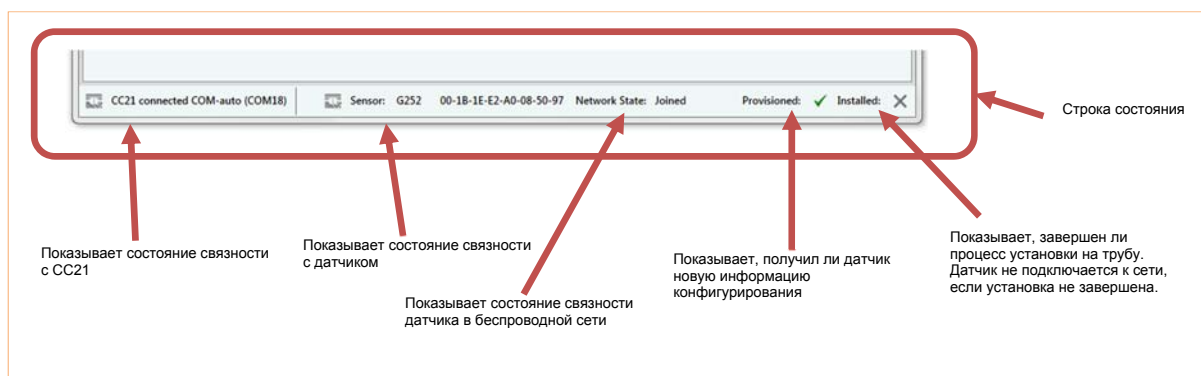 CC21 connected COM-auto (COM18) Sensor: G252 00-1B-1E-E2-A0-08-50-97 Network State: Joined Provisioned: ✓ Installed: ✕
Строка состояния
Показывает состояние связности
с CC21
Показывает состояние связности
с датчиком
Показывает состояние связности
датчика в беспроводной сети
Показывает, получил ли датчик
новую информацию
конфигурирования
Показывает, завершен ли
процесс установки на трубу.
Датчик не подключается к сети,
если установка не завершена.